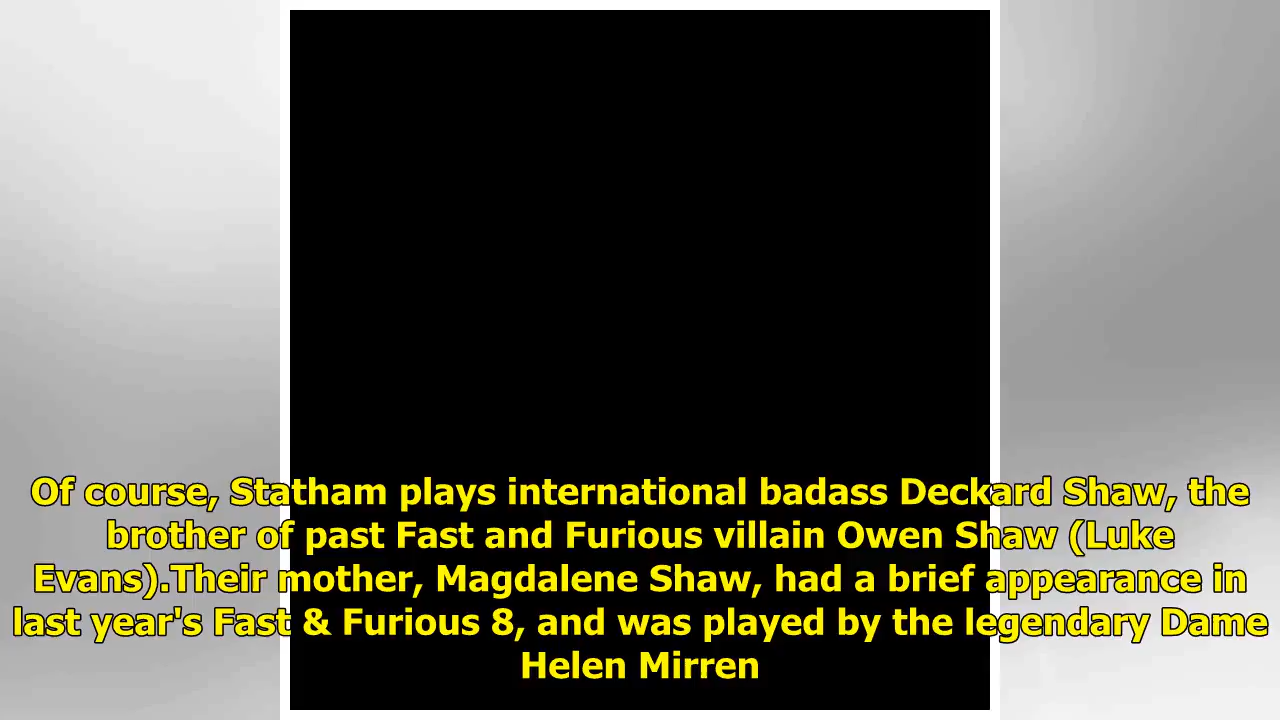 Of course, Statham plays international badass Deckard Shaw, the
brother of past Fast and Furious villain Owen Shaw (Luke
Evans).Their mother, Magdalene Shaw, had a brief appearance in
last year's Fast & Furious 8, and was played by the legendary Dame
Helen Mirren